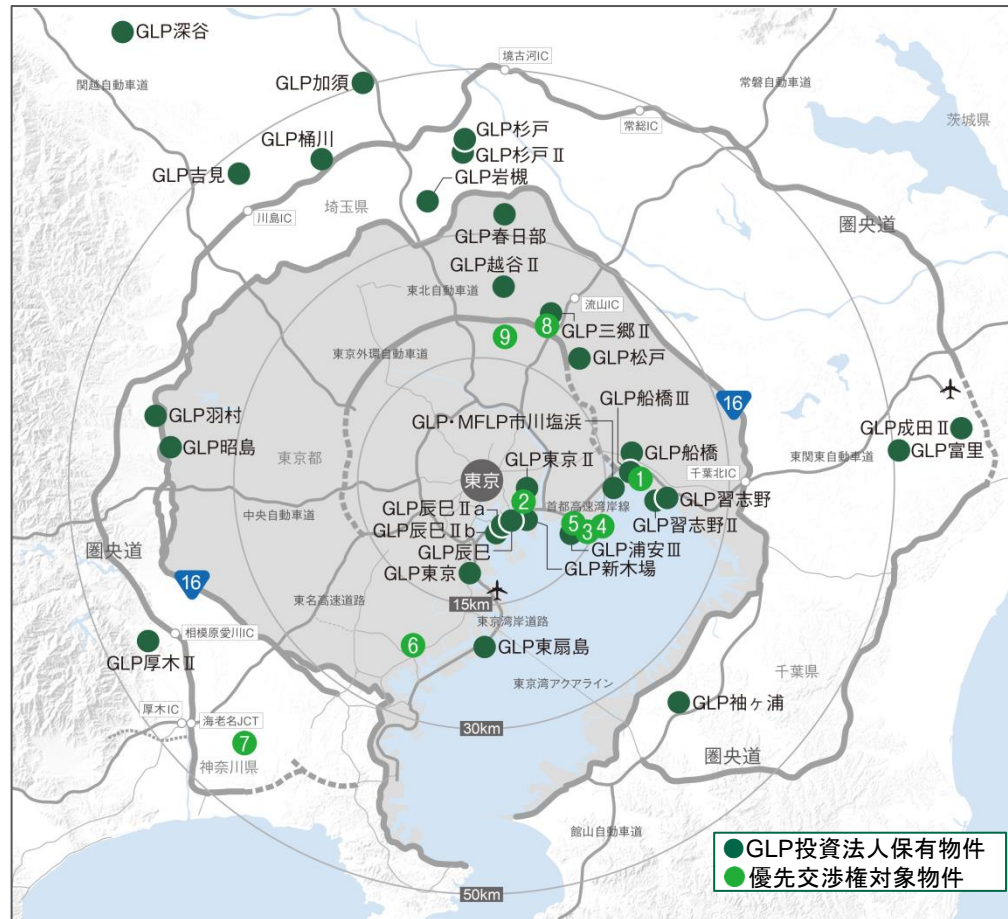 GLP深谷
境古河IC
関越自動車道
GLP加須
常磐自動車道
常総IC
茨城県
GLP杉戸
GLP杉戸Ⅱ
GLP桶川
GLP吉見
GLP岩槻
埼玉県
川島IC
圏央道
GLP春日部
GLP越谷Ⅱ
東北自動車道
流山IC
8
GLP三郷Ⅱ
9
東京外環自動車道
GLP松戸
GLP船橋Ⅲ
16
GLP羽村
GLP・MFLP市川塩浜
GLP成田Ⅱ
GLP昭島
GLP船橋
GLP富里
東京都
GLP東京Ⅱ
東関東自動車道
千葉北IC
東京
1
2
GLP習志野
首都高速湾岸線
GLP辰巳Ⅱa
中央自動車道
GLP習志野Ⅱ
GLP辰巳Ⅱb
5
3
4
GLP辰巳
GLP浦安Ⅲ
GLP新木場
圏央道
GLP東京
16
東名高速道路
15km
東京湾岸道路
相模原愛川IC
GLP厚木Ⅱ
6
GLP東扇島
千葉県
東京湾アクアライン
GLP袖ヶ浦
厚木IC
海老名JCT
30km
7
圏央道
神奈川県
館山自動車道
GLP投資法人保有物件
優先交渉権対象物件
50km